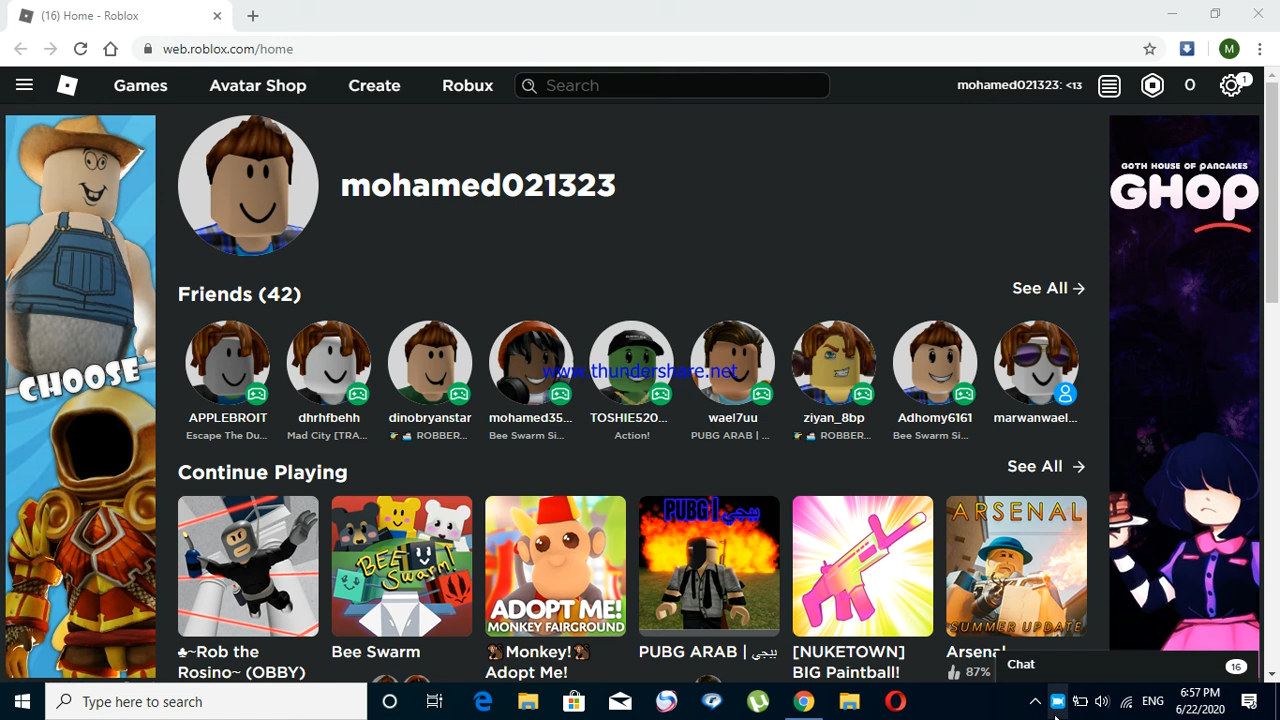 (16) Home - Roblox
web.roblox.com/home
M
Games
Avatar Shop
Create
Robux
Search
mohamed021323: <13
0
1
mohamed021323
Friends (42)
See All
APPLEBROIT
dhrhfbehh
dinobryanstar
mohamed35...
TOSHIE520...
wael7uu
ziyan_8bp
Adhomy6161
marwanwael...
Escape The Du...
Mad City [TRA...
ROBBER...
Bee Swarm Si...
Action!
PUBG ARAB | ...
ROBBER...
Bee Swarm Si...
www.thundershare.net
Continue Playing
See All
BEE SWARM!
ADOPT ME!
MONKEY FAIRGROUND
PUBG | ببجي
ARSENAL
SUMMER UPDATE
♣~Rob the
Rosino~ (OBBY)
Bee Swarm
Monkey!
Adopt Me!
PUBG ARAB | ببجي
[NUKETOWN]
BIG Paintball!
Arsenal
87%
CHOOSE
GOTH HOUSE OF PANCAKES
GHOP
Chat
16
Type here to search
ENG
6:57 PM
6/22/2020